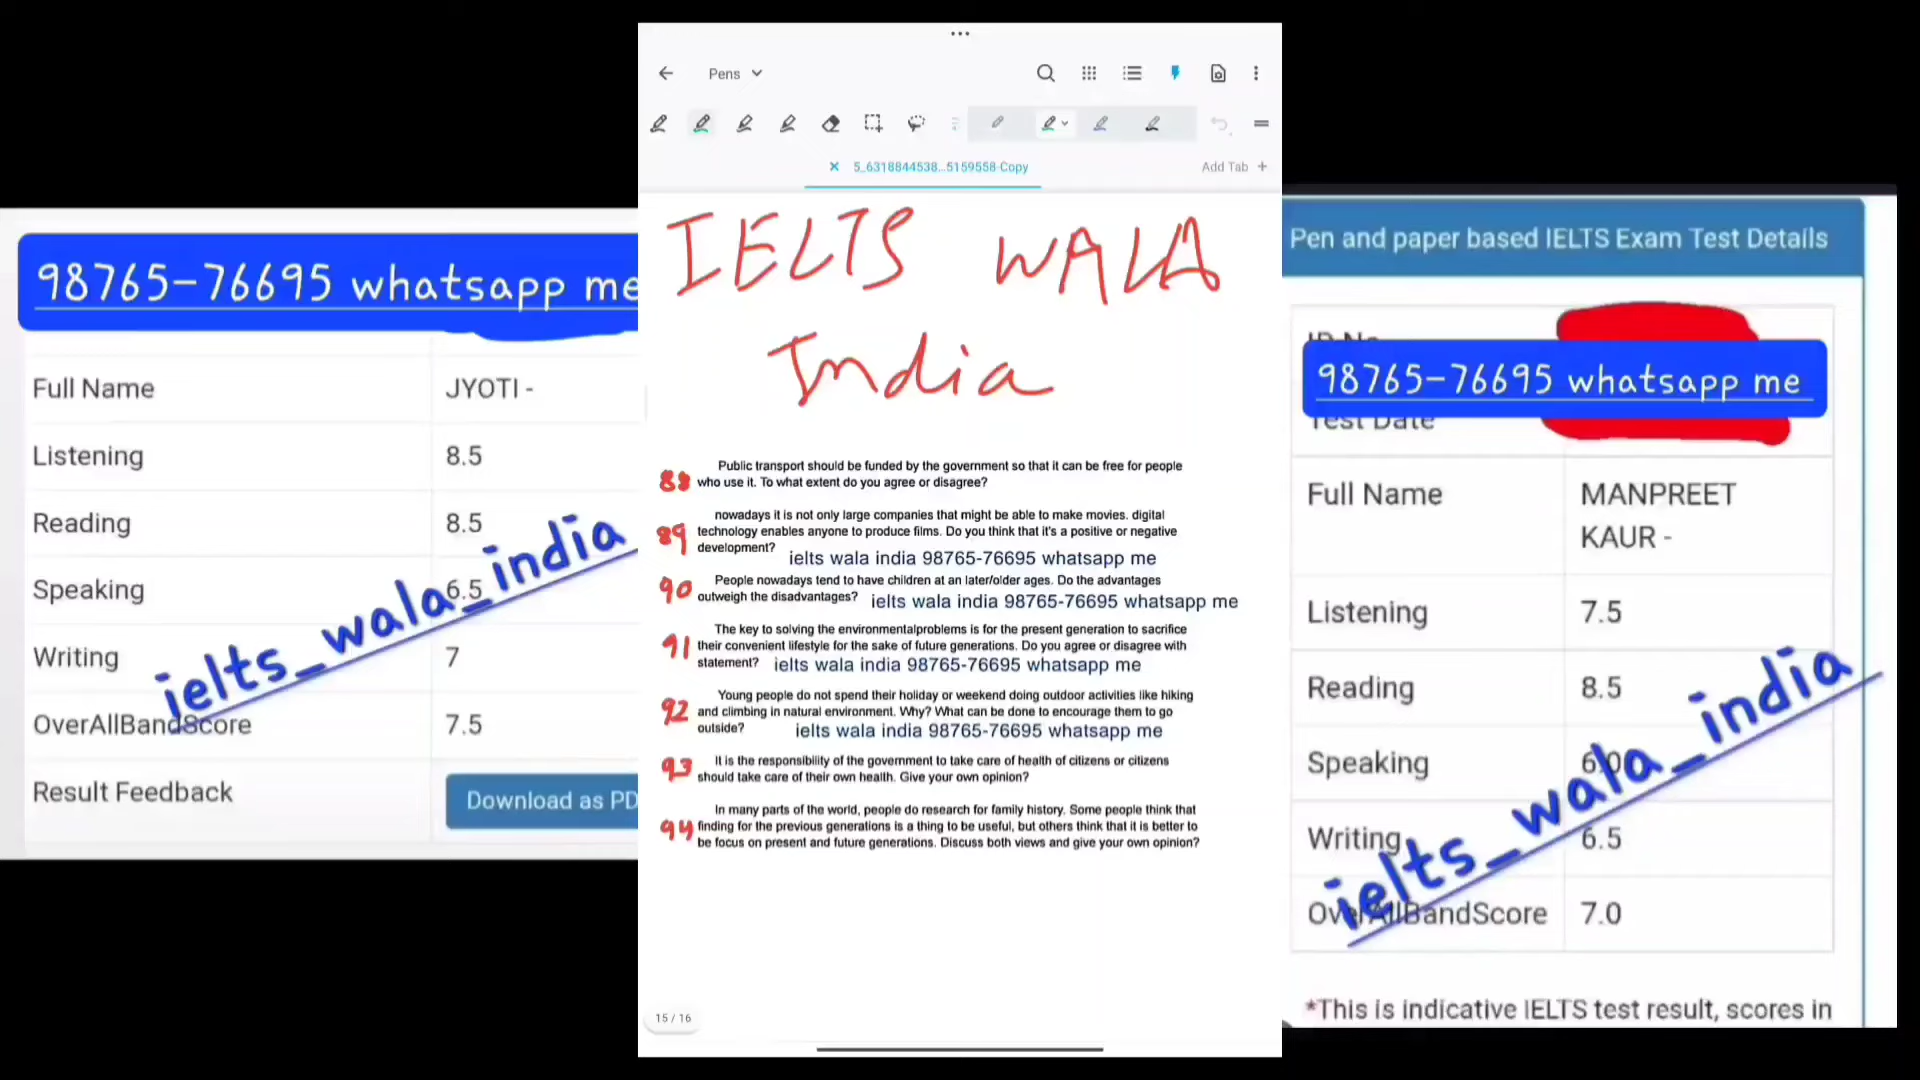 98765-76695 whatsapp me
Full Name JYOTI -
Listening 8.5
Reading 8.5
Speaking 6.5
Writing 7
OverAllBandScore 7.5
Result Feedback Download as PD
ielts_wala_india
Pens
5_6318844538...5159558-Copy
Add Tab +
IELTS WALA
India
88 Public transport should be funded by the government so that it can be free for people
who use it. To what extent do you agree or disagree?
89 nowadays it is not only large companies that might be able to make movies. digital
technology enables anyone to produce films. Do you think that it's a positive or negative
development? ielts wala india 98765-76695 whatsapp me
90 People nowadays tend to have children at an later/older ages. Do the advantages
outweigh the disadvantages? ielts wala india 98765-76695 whatsapp me
91 The key to solving the environmentalproblems is for the present generation to sacrifice
their convenient lifestyle for the sake of future generations. Do you agree or disagree with
statement? ielts wala india 98765-76695 whatsapp me
92 Young people do not spend their holiday or weekend doing outdoor activities like hiking
and climbing in natural environment. Why? What can be done to encourage them to go
outside? ielts wala india 98765-76695 whatsapp me
93 It is the responsibility of the government to take care of health of citizens or citizens
should take care of their own health. Give your own opinion?
94 In many parts of the world, people do research for family history. Some people think that
finding for the previous generations is a thing to be useful, but others think that it is better to
be focus on present and future generations. Discuss both views and give your own opinion?
15 / 16
Pen and paper based IELTS Exam Test Details
98765-76695 whatsapp me
Test Date
Full Name MANPREET
KAUR -
Listening 7.5
Reading 8.5
Speaking 6.0
Writing 6.5
OverAllBandScore 7.0
ielts_wala_india
*This is indicative IELTS test result, scores in